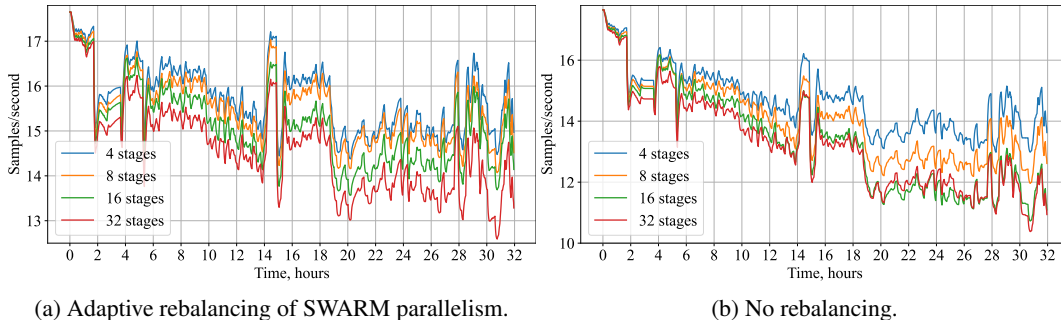 Samples/second
17
16
15
14
13
4 stages
8 stages
16 stages
32 stages
0 2 4 6 8 10 12 14 16 18 20 22 24 26 28 30 32
Time, hours
(a) Adaptive rebalancing of SWARM parallelism.
Samples/second
16
14
12
10
4 stages
8 stages
16 stages
32 stages
0 2 4 6 8 10 12 14 16 18 20 22 24 26 28 30 32
Time, hours
(b) No rebalancing.